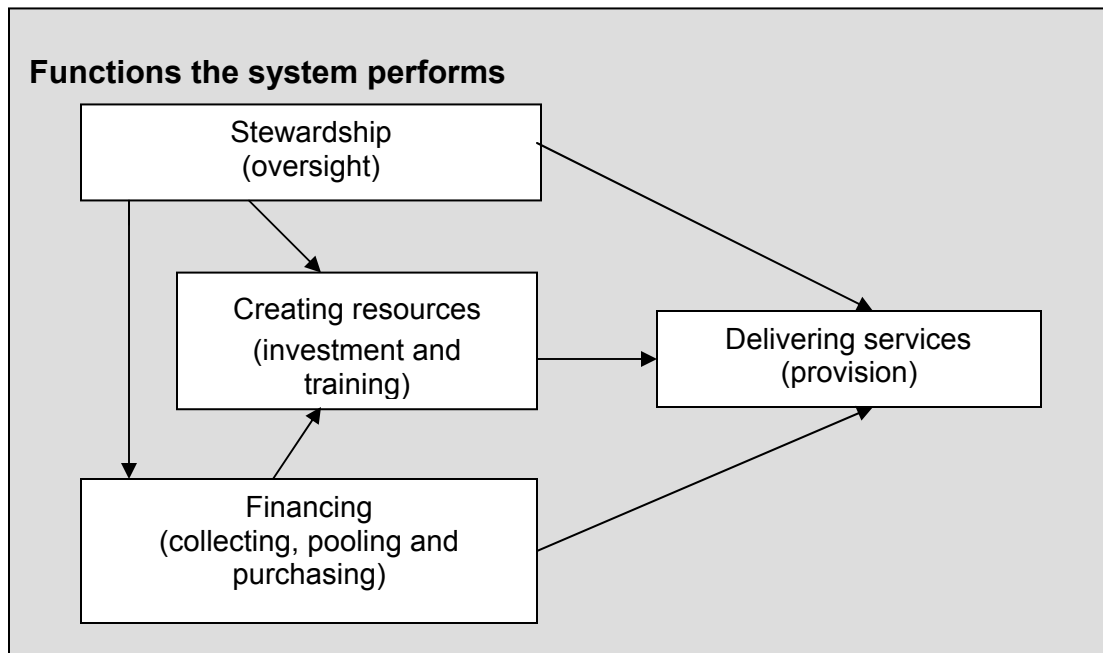 Functions the system performs
Stewardship
(oversight)
Creating resources
(investment and
training)
Delivering services
(provision)
Financing
(collecting, pooling and
purchasing)